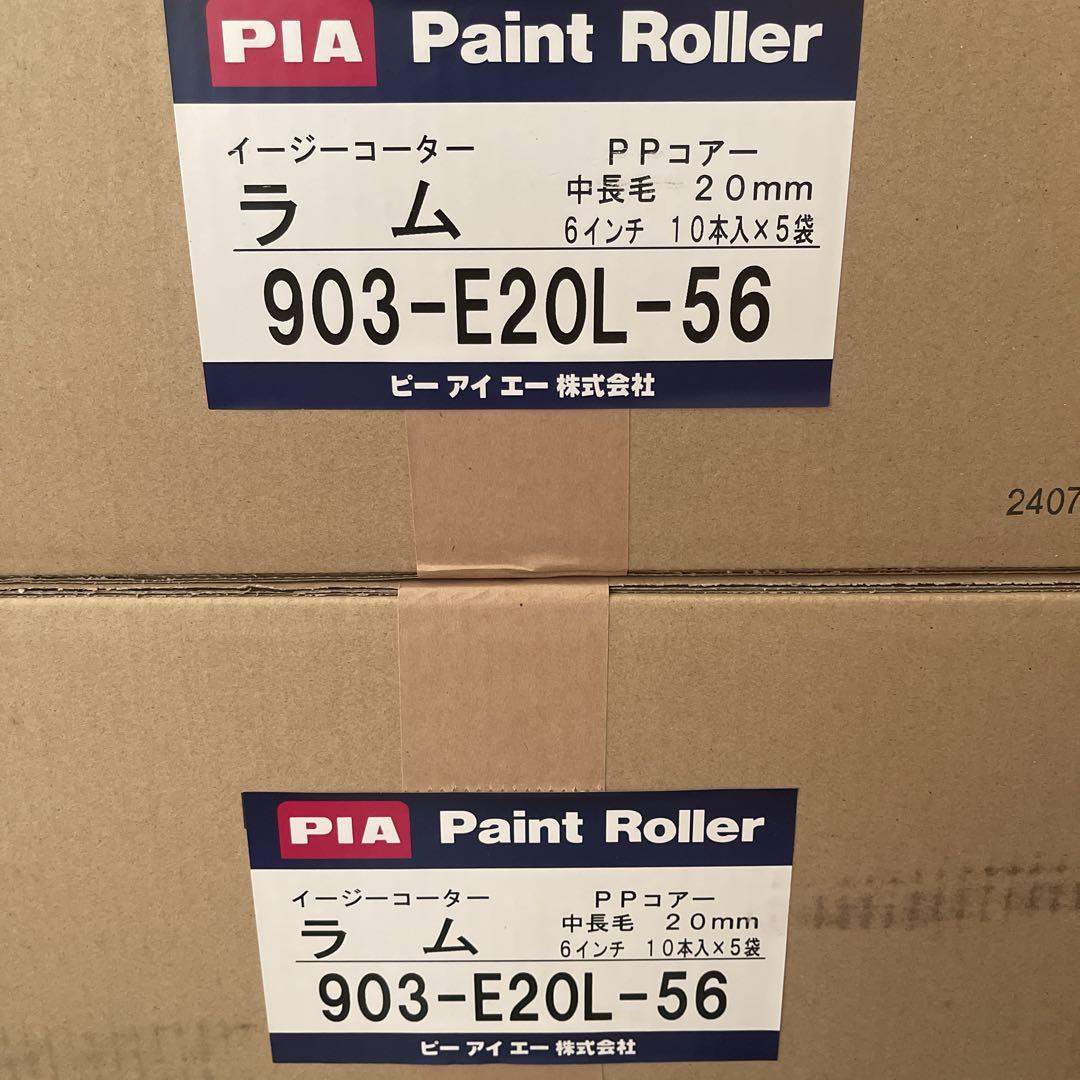 PIA Paint Roller
イージーコーター PPコアー
ラム 中長毛 20mm
6インチ 10本入×5袋
903-E20L-56
ピー アイ エー 株式会社
2407
PIA Paint Roller
イージーコーター PPコアー
ラム 中長毛 20mm
6インチ 10本入×5袋
903-E20L-56
ピー アイ エー 株式会社